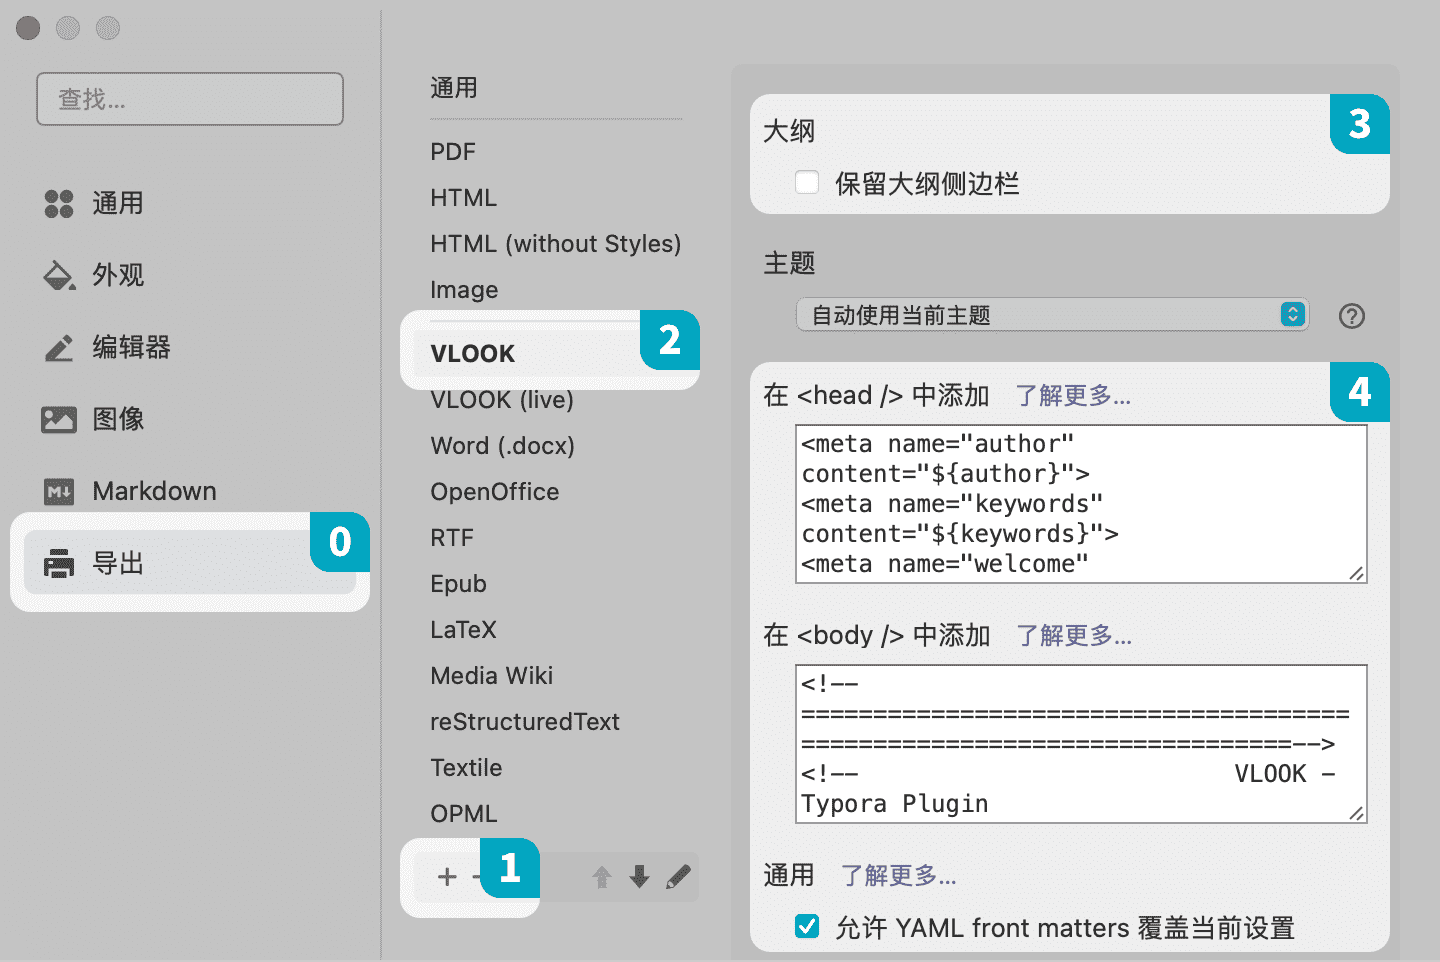 查找...
通用
外观
编辑器
图像
Markdown
导出
0
通用
PDF
HTML
HTML (without Styles)
Image
VLOOK
2
VLOOK (live)
Word (.docx)
OpenOffice
RTF
Epub
LaTeX
Media Wiki
reStructuredText
Textile
OPML
+ -
1
大纲
3
保留大纲侧边栏
主题
自动使用当前主题
?
在 <head /> 中添加 了解更多...
4
<meta name="author"
content="${author}">
<meta name="keywords"
content="${keywords}">
<meta name="welcome"
在 <body /> 中添加 了解更多...
<!--
======================================
==================================-->
<!-- VLOOK -
Typora Plugin
通用 了解更多...
允许 YAML front matters 覆盖当前设置